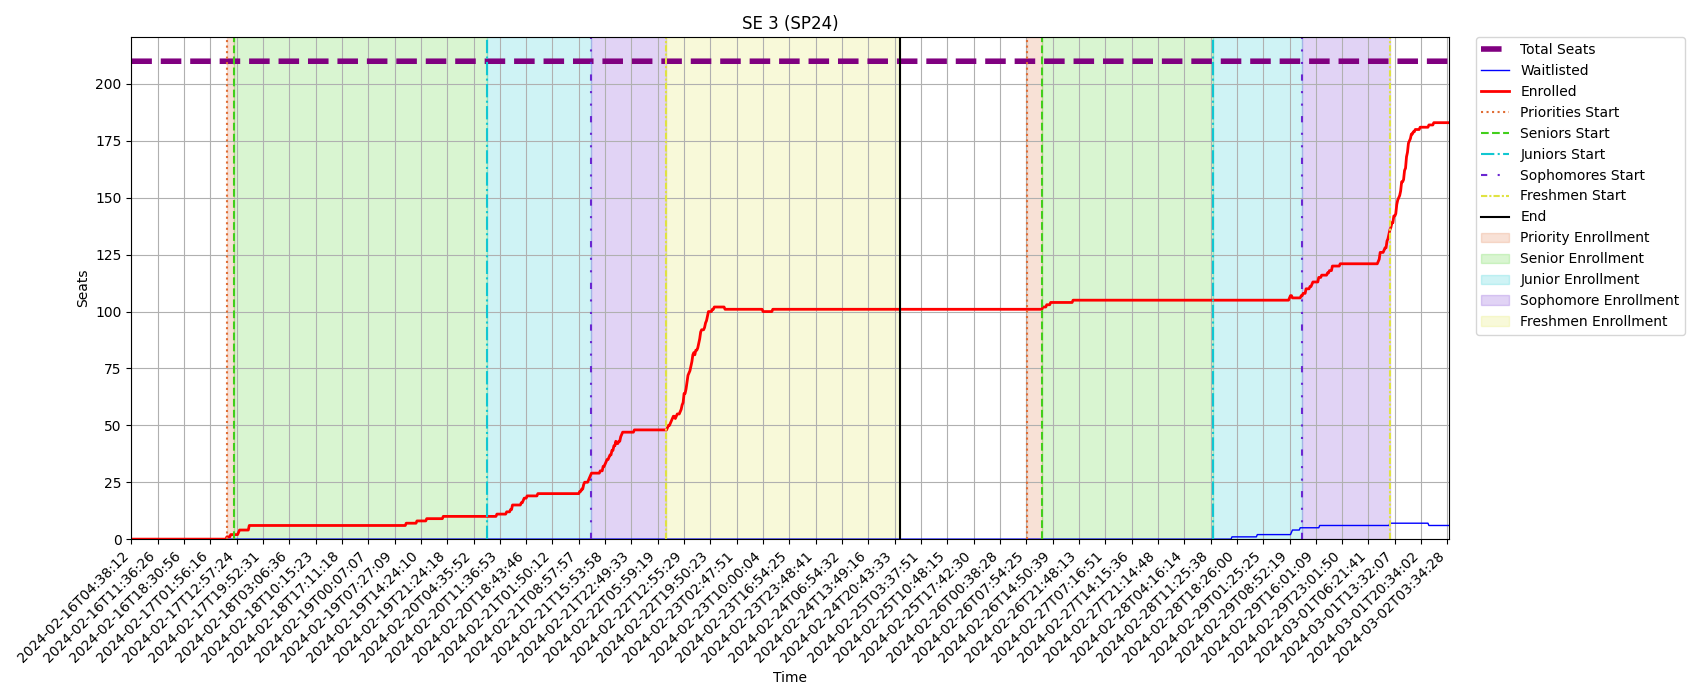 SE 3 (SP24)
Seats
200
175
150
125
100
75
50
25
0
2024-02-16T04:38:12
2024-02-16T11:36:26
2024-02-16T18:30:56
2024-02-17T01:56:16
2024-02-17T12:57:24
2024-02-17T19:52:31
2024-02-18T03:06:36
2024-02-18T10:15:23
2024-02-18T17:11:18
2024-02-19T00:07:07
2024-02-19T07:27:09
2024-02-19T14:24:10
2024-02-19T21:24:18
2024-02-20T04:35:52
2024-02-20T11:36:53
2024-02-20T18:43:46
2024-02-21T01:50:12
2024-02-21T08:57:57
2024-02-21T15:53:58
2024-02-21T22:49:33
2024-02-22T05:59:19
2024-02-22T12:55:29
2024-02-22T19:50:23
2024-02-23T02:47:51
2024-02-23T10:00:04
2024-02-23T16:54:25
2024-02-23T23:48:41
2024-02-24T06:54:32
2024-02-24T13:49:16
2024-02-24T20:43:33
2024-02-25T03:37:51
2024-02-25T10:48:15
2024-02-25T17:42:30
2024-02-26T00:38:28
2024-02-26T07:54:25
2024-02-26T14:50:39
2024-02-26T21:48:13
2024-02-27T07:16:51
2024-02-27T14:15:36
2024-02-27T21:14:48
2024-02-28T04:16:14
2024-02-28T11:25:38
2024-02-28T18:26:00
2024-02-29T01:25:25
2024-02-29T08:52:19
2024-02-29T16:01:09
2024-02-29T23:01:50
2024-03-01T06:21:41
2024-03-01T13:32:07
2024-03-01T20:34:02
2024-03-02T03:34:28
Time
Total Seats
Waitlisted
Enrolled
Priorities Start
Seniors Start
Juniors Start
Sophomores Start
Freshmen Start
End
Priority Enrollment
Senior Enrollment
Junior Enrollment
Sophomore Enrollment
Freshmen Enrollment